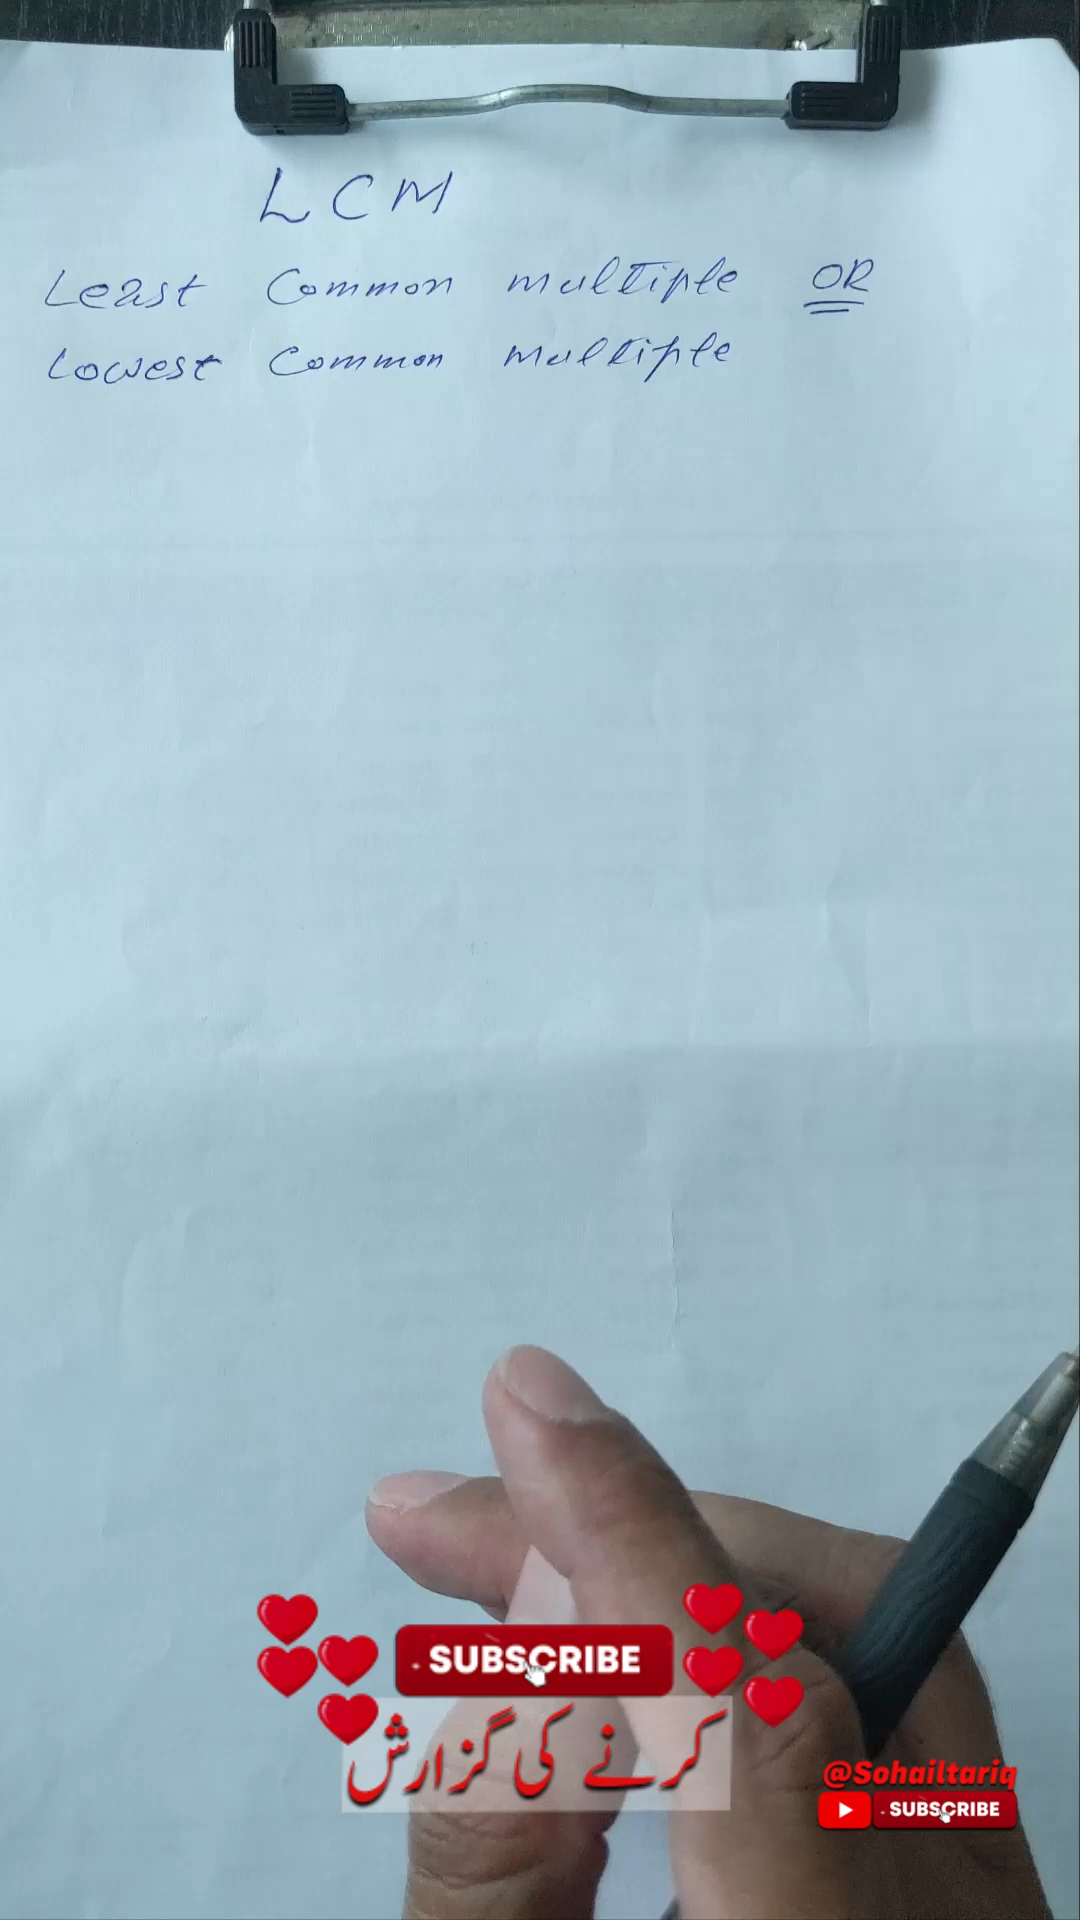 LCM
Least Common multiple OR
Lowest Common multiple
SUBSCRIBE
کرنے کی گزارش
@Sohailtariq
SUBSCRIBE